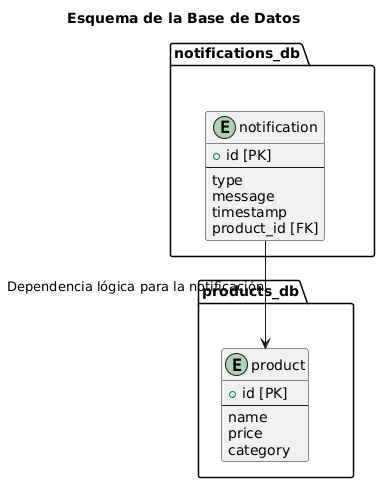 Esquema de la Base de Datos
notifications_db
E notification
id [PK]
type
message
timestamp
product_id [FK]
Dependencia lógica para la notificación
products_db
E product
id [PK]
name
price
category